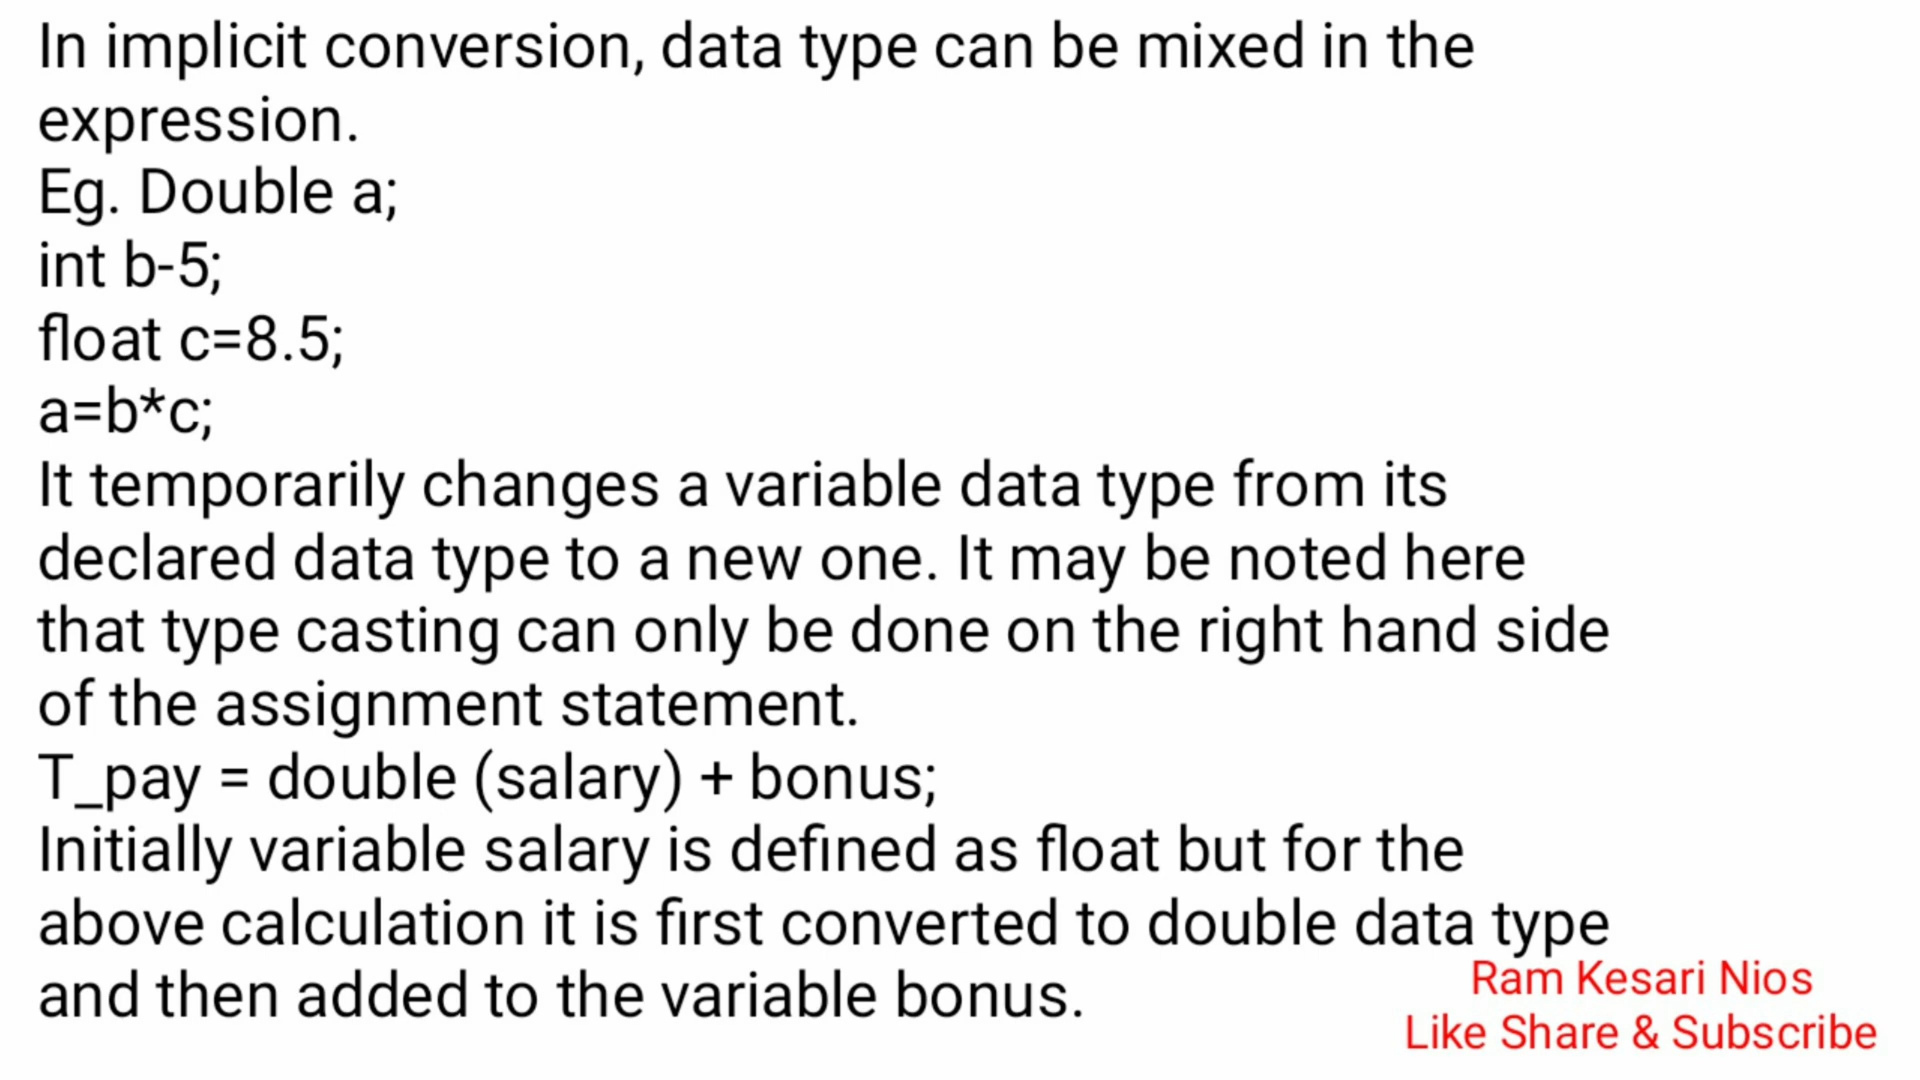 In implicit conversion, data type can be mixed in the
expression.
Eg. Double a;
int b-5;
float c=8.5;
a=b*c;
It temporarily changes a variable data type from its
declared data type to a new one. It may be noted here
that type casting can only be done on the right hand side
of the assignment statement.
T_pay = double (salary) + bonus;
Initially variable salary is defined as float but for the
above calculation it is first converted to double data type
and then added to the variable bonus.
Ram Kesari Nios
Like Share & Subscribe